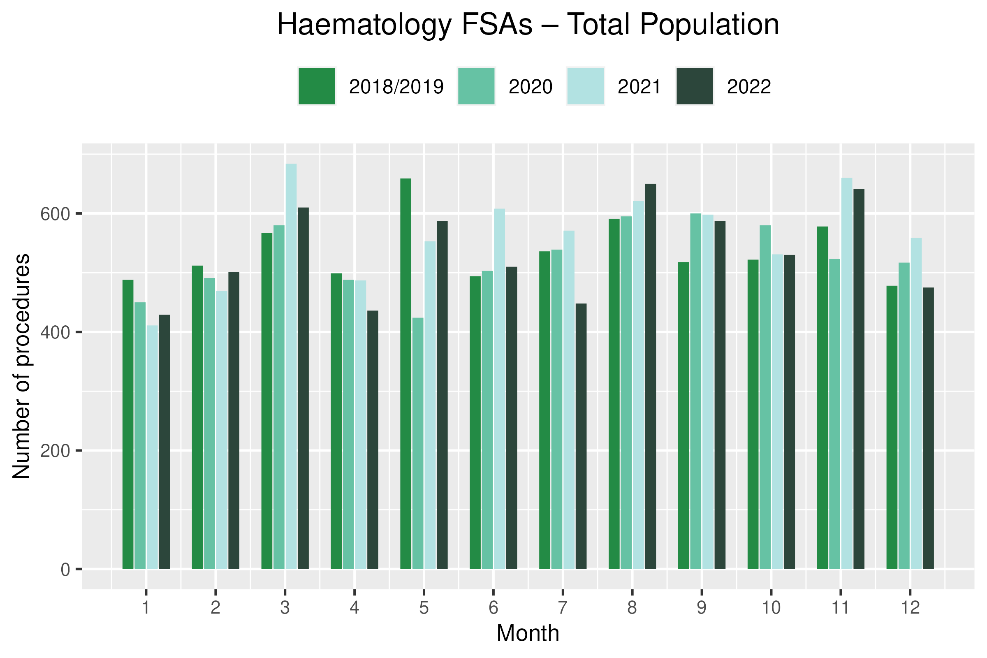 Haematology FSAs – Total Population
2018/2019 2020 2021 2022
Number of procedures
600
400
200
0
1 2 3 4 5 6 7 8 9 10 11 12
Month